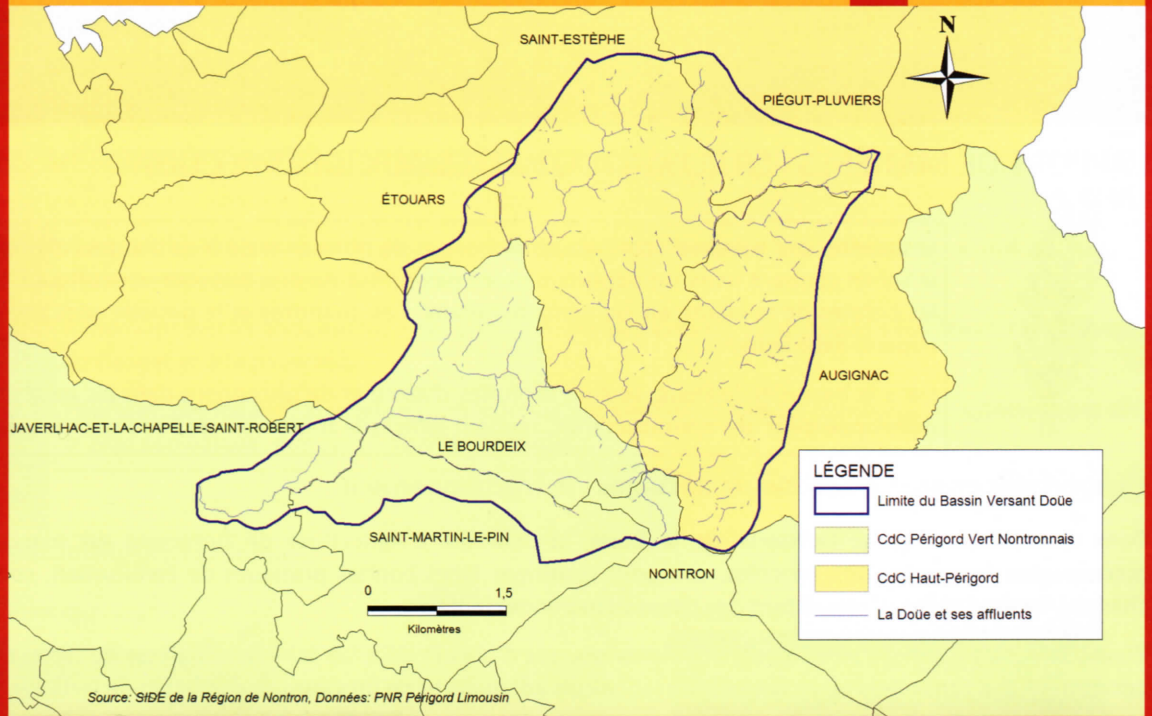 N
SAINT-ESTÈPHE
PIÉGUT-PLUVIERS
ÉTOUARS
AUGIGNAC
JAVERLHAC-ET-LA-CHAPELLE-SAINT-ROBERT
LE BOURDEIX
SAINT-MARTIN-LE-PIN
NONTRON
0 1,5
Kilomètres
LÉGENDE
Limite du Bassin Versant Doüe
CdC Périgord Vert Nontronnais
CdC Haut-Périgord
La Doüe et ses affluents
Source: SIDE de la Région de Nontron, Données: PNR Périgord Limousin